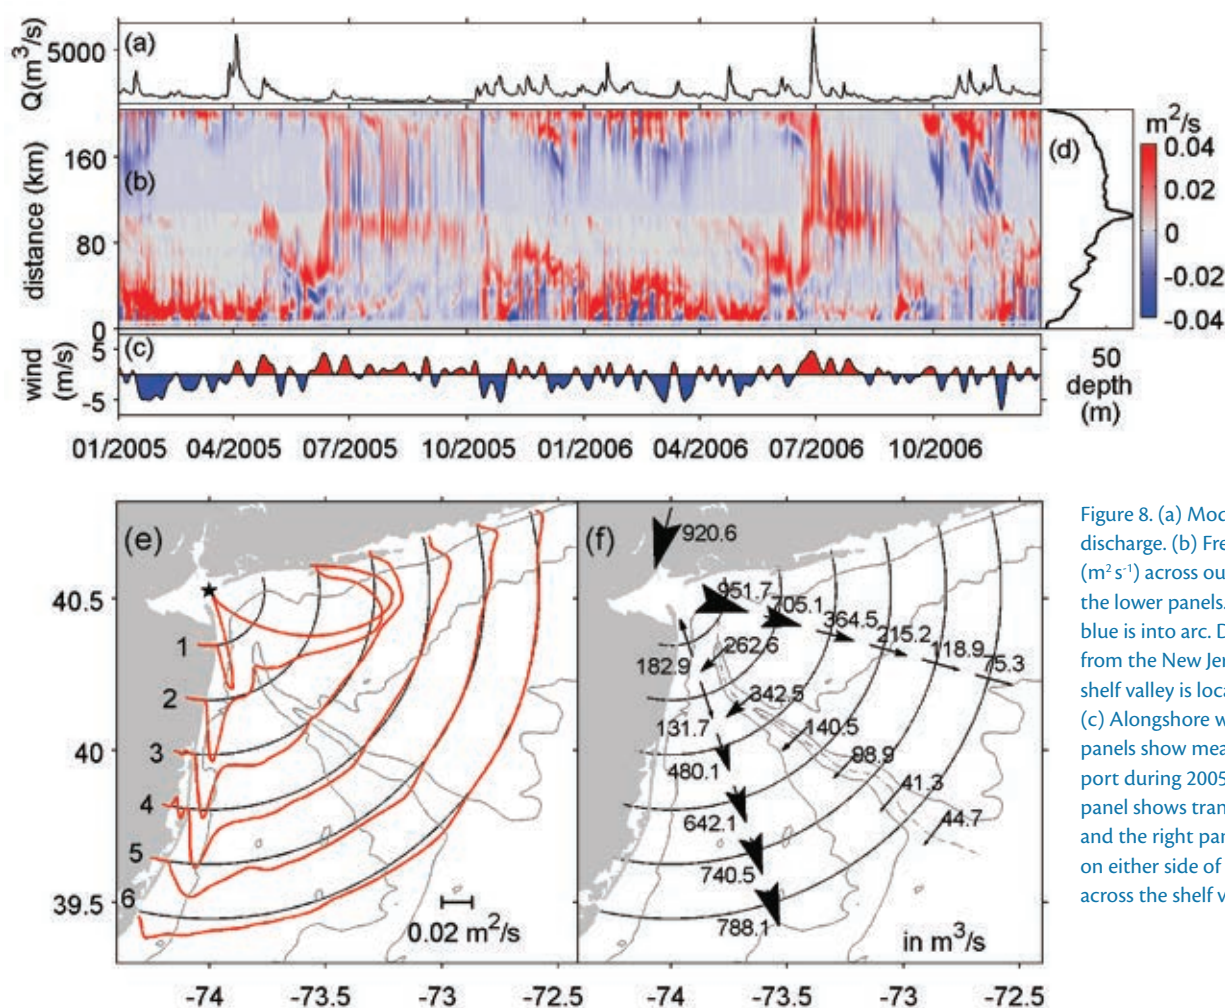 (a)
Q(m³/s)
5000
(b)
distance (km)
160
80
0
(d)
m²/s
0.04
0.02
0
-0.02
-0.04
(c)
wind
(m/s)
5
-5
50
depth
(m)
01/2005 04/2005 07/2005 10/2005 01/2006 04/2006 07/2006 10/2006
(e)
40.5
40
39.5
1
2
3
4
5
6
0.02 m²/s
-74 -73.5 -73 -72.5
(f)
920.6
951.7
705.1
364.5
215.2
118.9
75.3
182.9
262.6
131.7
342.5
140.5
480.1
98.9
642.1
41.3
740.5
44.7
788.1
in m³/s
-74 -73.5 -73 -72.5
Figure 8. (a) Mod
discharge. (b) Fre
(m² s⁻¹) across ou
the lower panels.
blue is into arc. D
from the New Jer
shelf valley is loca
(c) Alongshore w
panels show mea
port during 2005
panel shows tran
and the right par
on either side of
across the shelf v